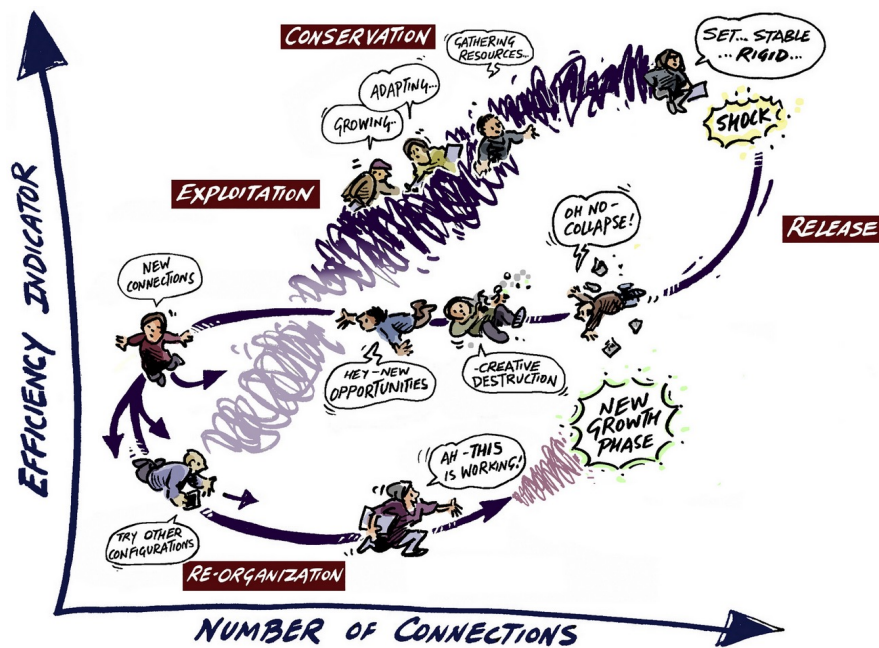 CONSERVATION
GATHERING
RESOURCES...
SET... STABLE
...RIGID...
ADAPTING...
GROWING..
SHOCK!
EXPLOITATION
OH NO-
COLLAPSE!
RELEASE
NEW
CONNECTIONS
HEY-NEW
OPPORTUNITIES
-CREATIVE
DESTRUCTION
NEW
GROWTH
PHASE
AH-THIS
IS WORKING!
TRY OTHER
CONFIGURATIONS
RE-ORGANIZATION
EFFICIENCY INDICATOR
NUMBER OF CONNECTIONS